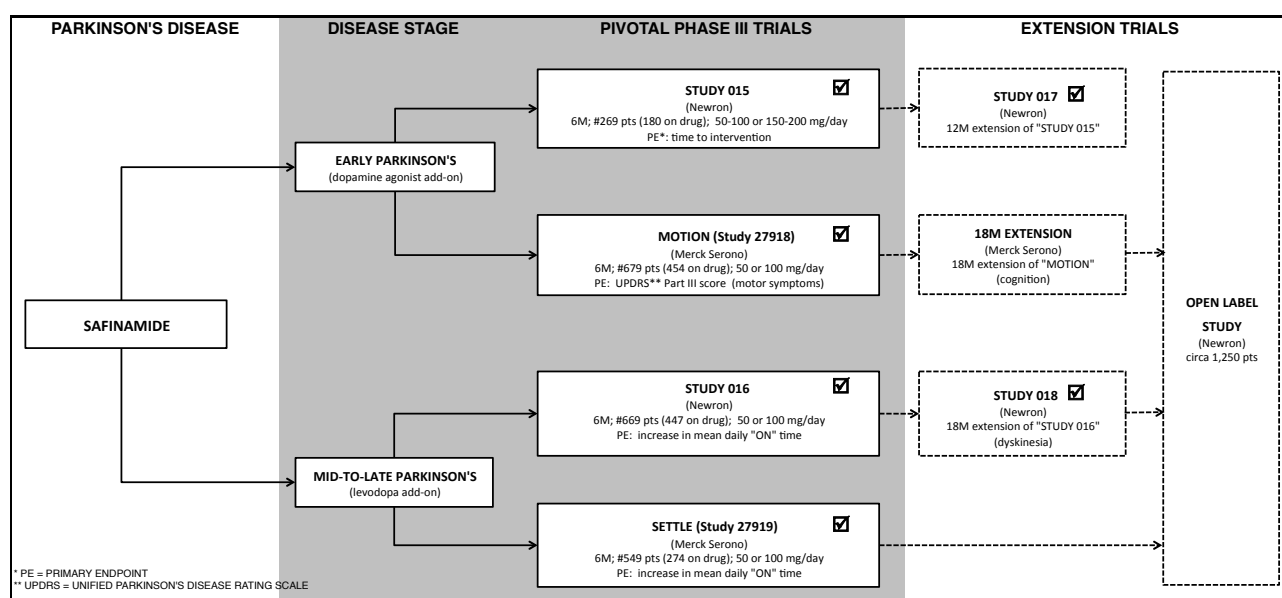 PARKINSON'S DISEASE
DISEASE STAGE
PIVOTAL PHASE III TRIALS
EXTENSION TRIALS
STUDY 015
(Newron)
6M; #269 pts (180 on drug); 50-100 or 150-200 mg/day
PE*: time to intervention
STUDY 017
(Newron)
12M extension of "STUDY 015"
EARLY PARKINSON'S
(dopamine agonist add-on)
MOTION (Study 27918)
(Merck Serono)
6M; #679 pts (454 on drug); 50 or 100 mg/day
PE: UPDRS** Part III score (motor symptoms)
18M EXTENSION
(Merck Serono)
18M extension of "MOTION"
(cognition)
SAFINAMIDE
OPEN LABEL
STUDY
(Newron)
circa 1,250 pts
STUDY 016
(Newron)
6M; #669 pts (447 on drug); 50 or 100 mg/day
PE: increase in mean daily "ON" time
STUDY 018
(Newron)
18M extension of "STUDY 016"
(dyskinesia)
MID-TO-LATE PARKINSON'S
(levodopa add-on)
SETTLE (Study 27919)
(Merck Serono)
6M; #549 pts (274 on drug); 50 or 100 mg/day
PE: increase in mean daily "ON" time
* PE = PRIMARY ENDPOINT
** UPDRS = UNIFIED PARKINSON'S DISEASE RATING SCALE